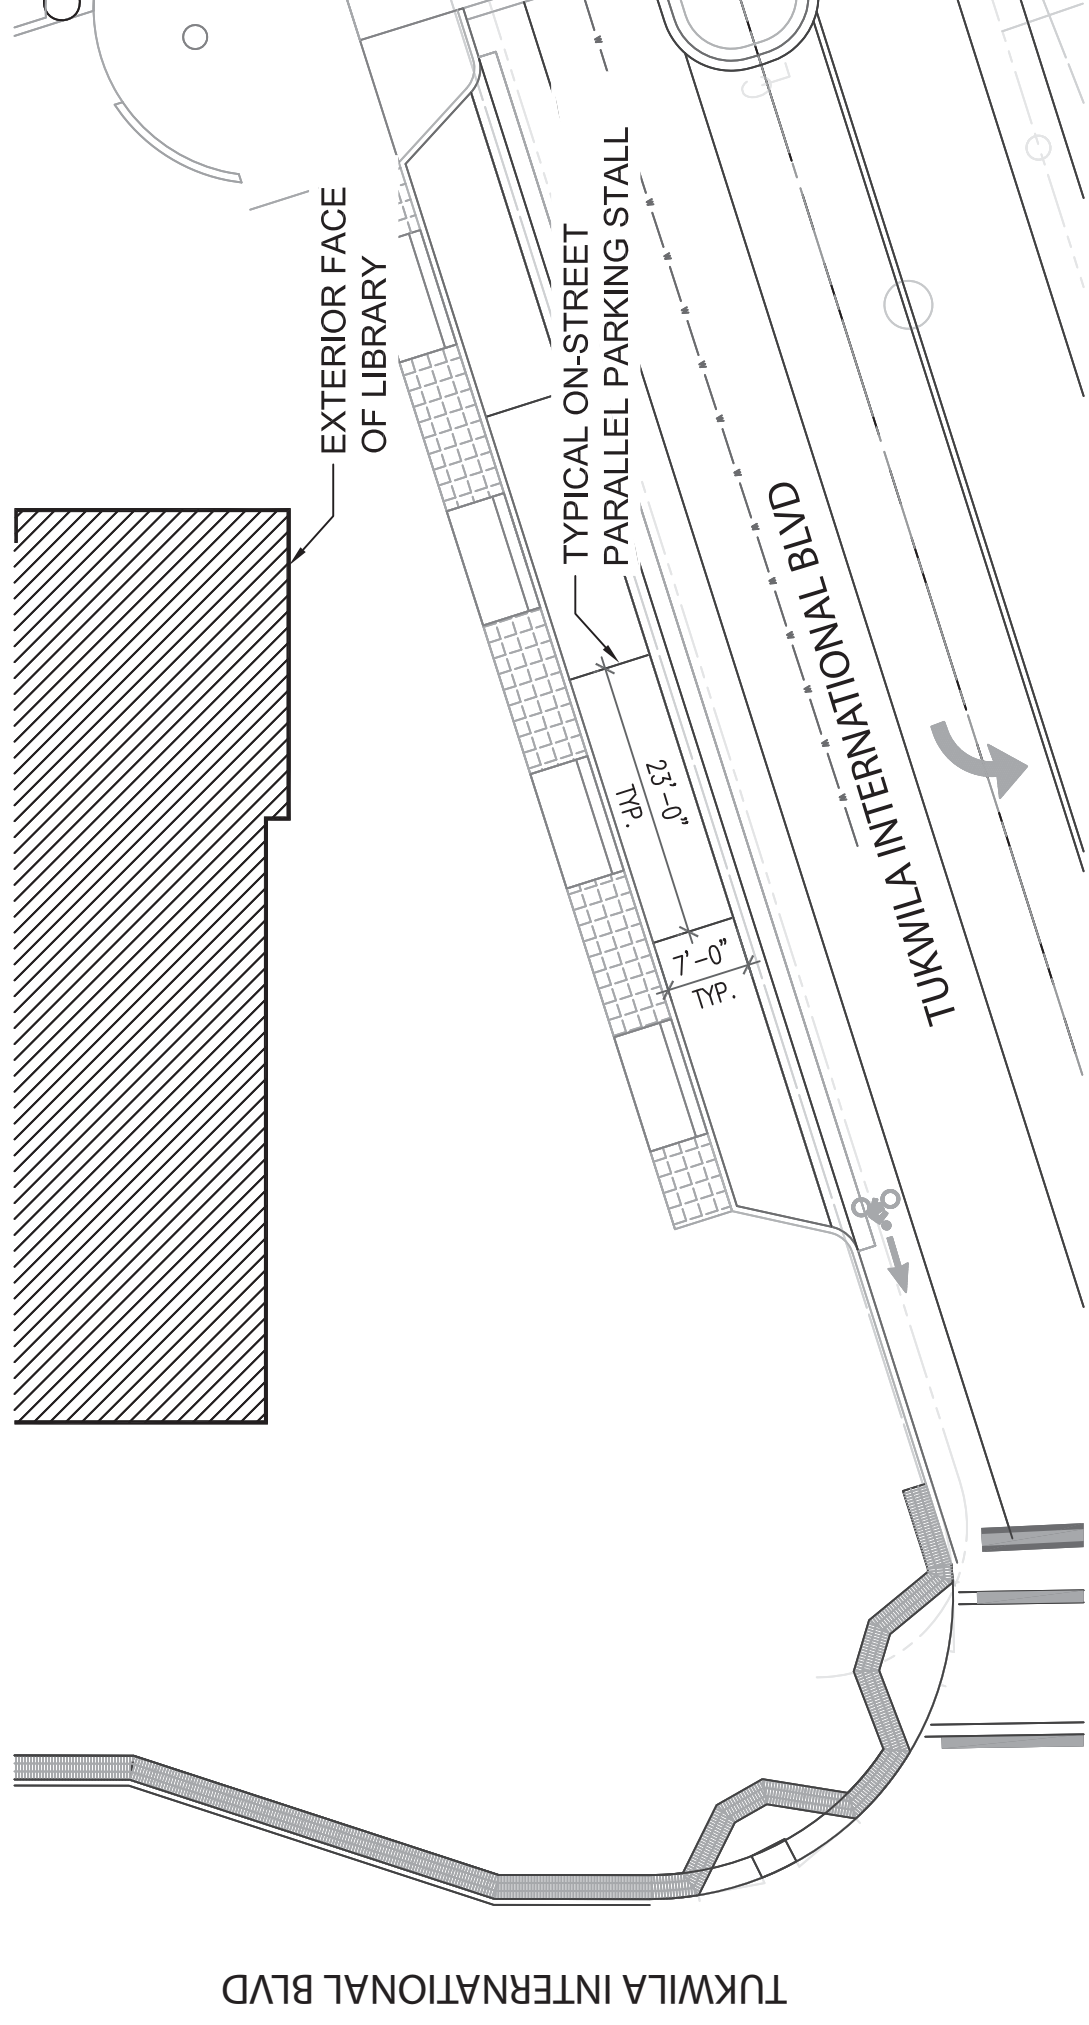 EXTERIOR FACE
OF LIBRARY
TYPICAL ON-STREET
PARALLEL PARKING STALL
23'-0"
TYP.
7'-0"
TYP.
TUKWILA INTERNATIONAL BLVD
TUKWILA INTERNATIONAL BLVD